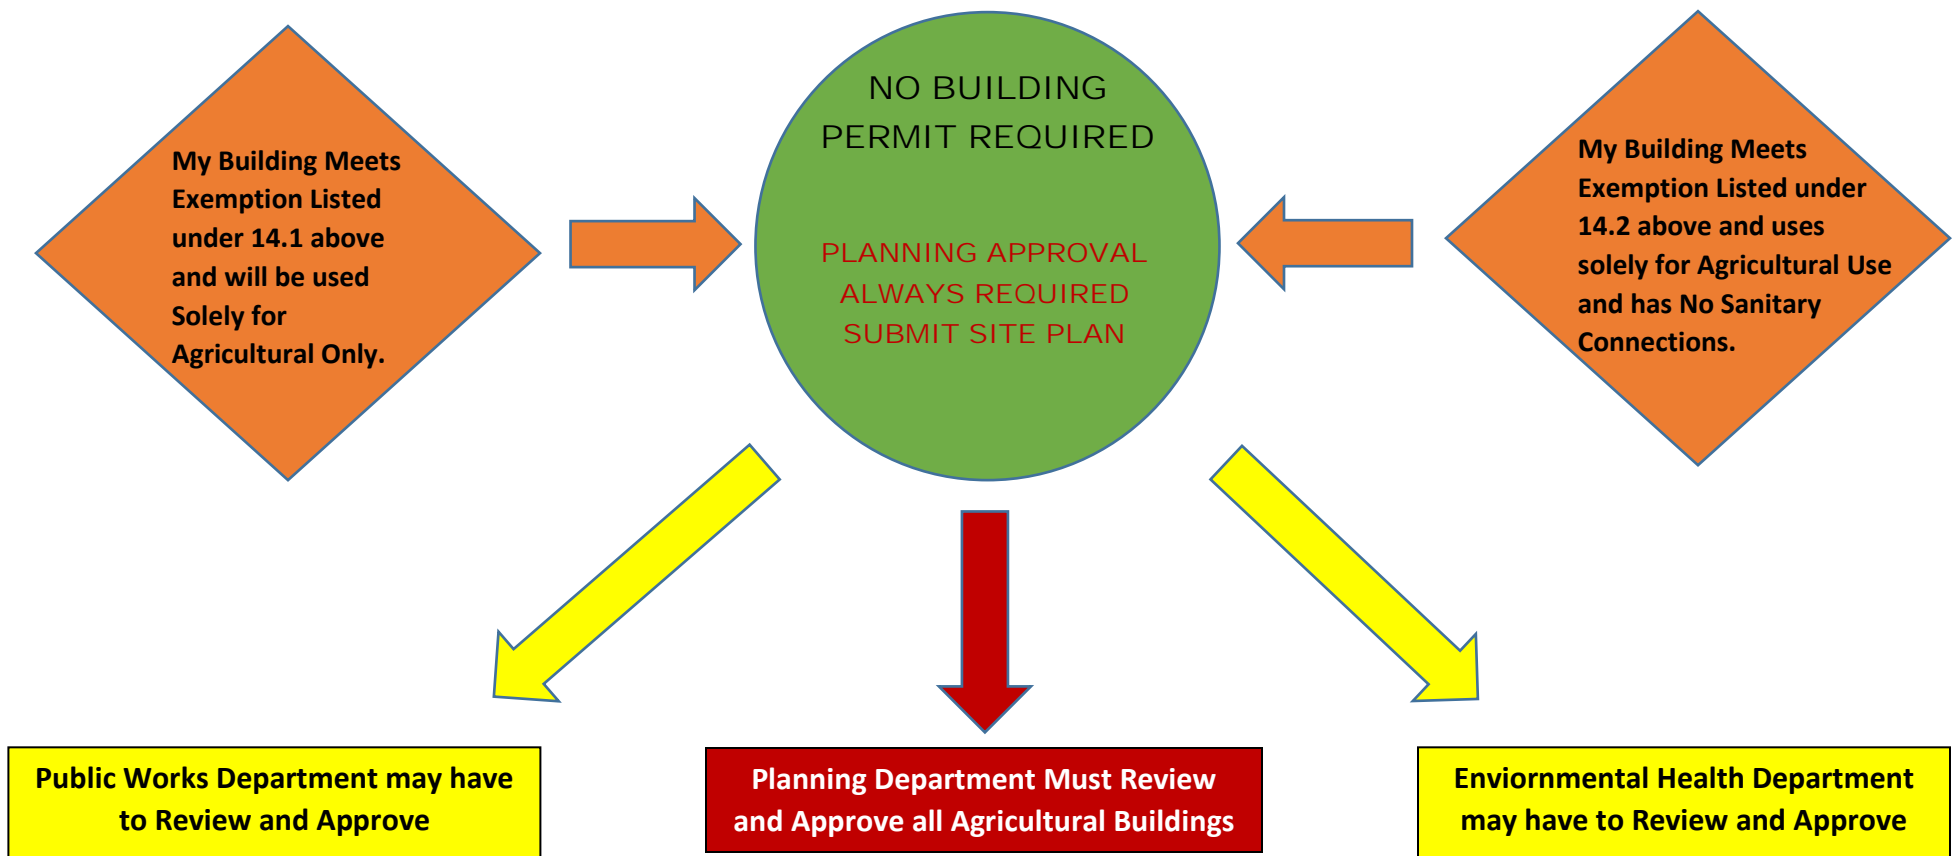 My Building Meets
Exemption Listed
under 14.1 above
and will be used
Solely for
Agricultural Only.
NO BUILDING
PERMIT REQUIRED
PLANNING APPROVAL
ALWAYS REQUIRED
SUBMIT SITE PLAN
My Building Meets
Exemption Listed under
14.2 above and uses
solely for Agricultural Use
and has No Sanitary
Connections.
Public Works Department may have
to Review and Approve
Planning Department Must Review
and Approve all Agricultural Buildings
Enviornmental Health Department
may have to Review and Approve